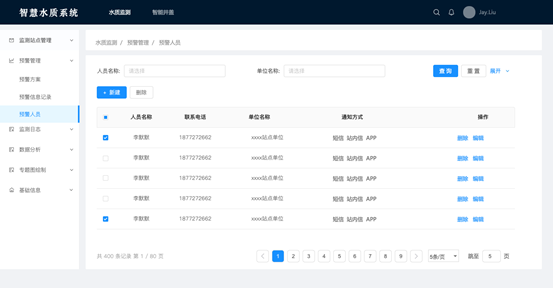 智慧水质系统 水质监测 智能井盖 Jay.Liu
监测站点管理
预警管理
预警方案
预警信息记录
预警人员
监测日志
数据分析
专题图绘制
基础信息
水质监测 / 预警管理 / 预警人员
人员名称: 请选择 单位名称: 请选择 查 询 重 置 展开
+ 新建 删除
人员名称 联系电话 单位名称 通知方式 操作
李默默 1877272662 xxxx站点单位 短信 站内信 APP 删除 编辑
李默默 1877272662 xxxx站点单位 短信 站内信 APP 删除 编辑
李默默 1877272662 xxxx站点单位 短信 站内信 APP 删除 编辑
李默默 1877272662 xxxx站点单位 短信 站内信 APP 删除 编辑
李默默 1877272662 xxxx站点单位 短信 站内信 APP 删除 编辑
共 400 条记录 第 1 / 80 页 1 2 3 4 5 6 7 8 9 5条/页 跳至 5 页